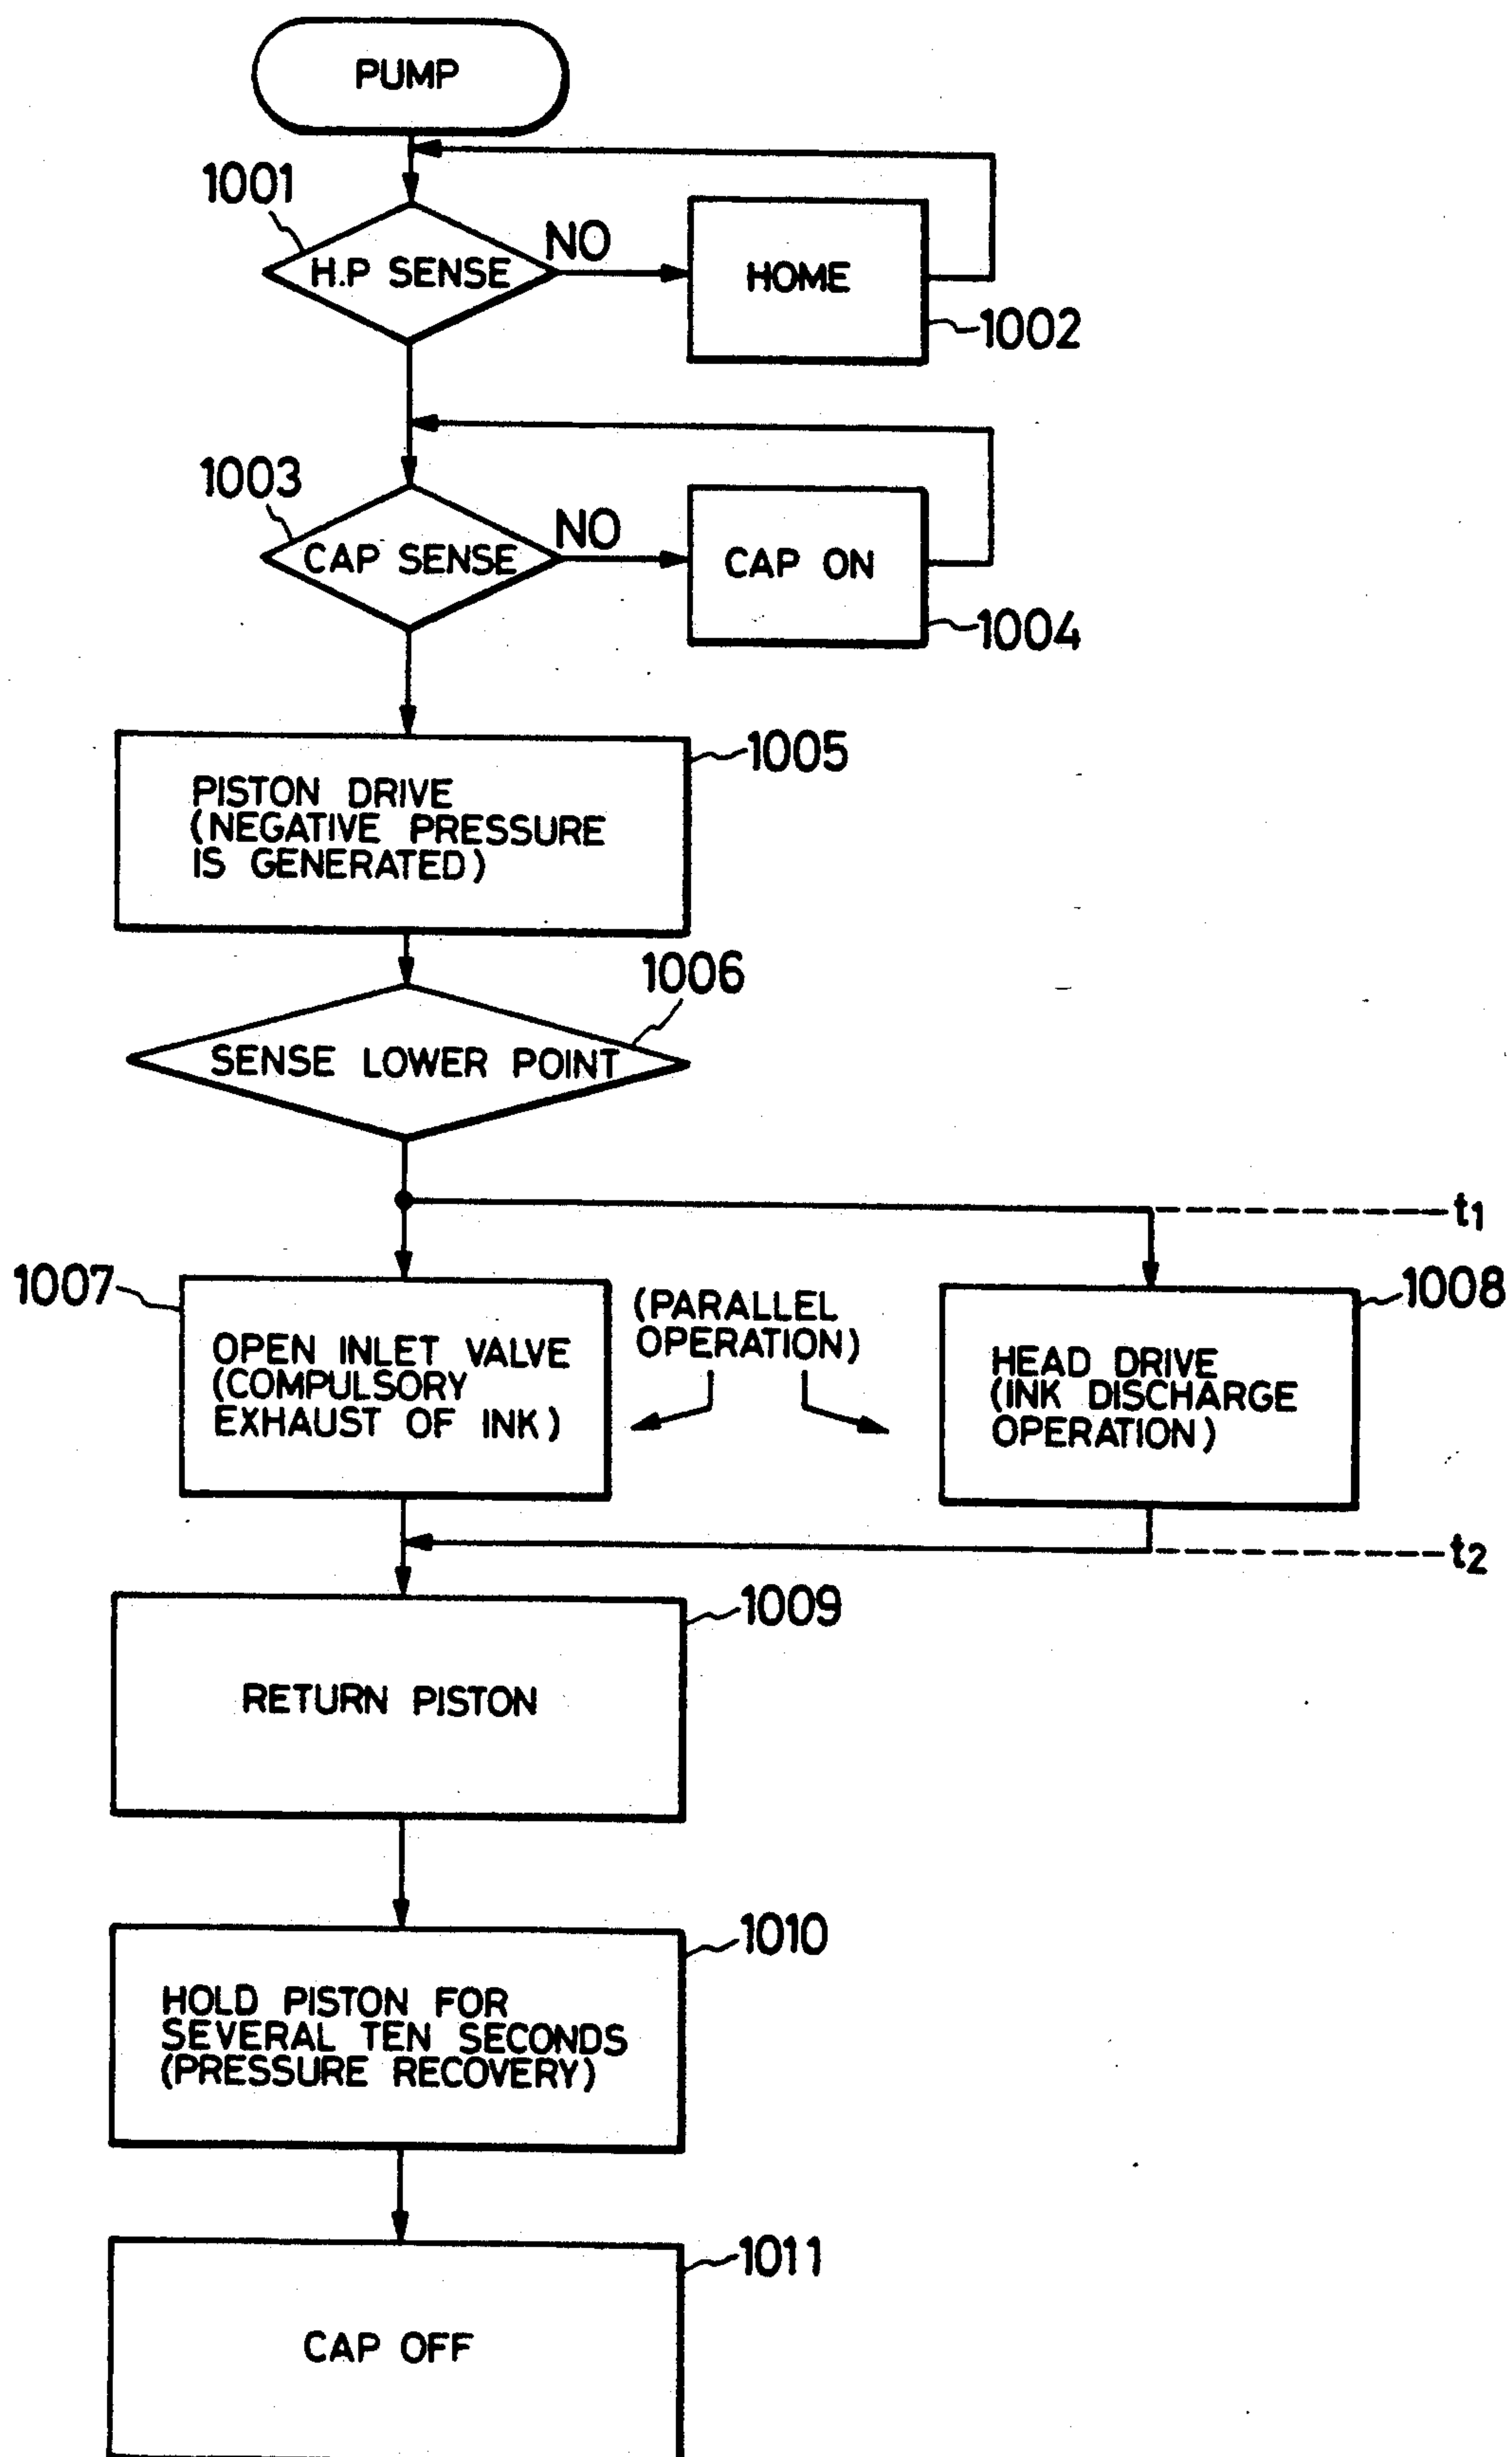 PUMP
1001
H.P SENSE
NO
HOME
1002
1003
CAP SENSE
NO
CAP ON
1004
1005
PISTON DRIVE
(NEGATIVE PRESSURE
IS GENERATED)
1006
SENSE LOWER POINT
t1
1007
OPEN INLET VALVE
(COMPULSORY
EXHAUST OF INK)
(PARALLEL
OPERATION)
1008
HEAD DRIVE
(INK DISCHARGE
OPERATION)
t2
1009
RETURN PISTON
1010
HOLD PISTON FOR
SEVERAL TEN SECONDS
(PRESSURE RECOVERY)
1011
CAP OFF